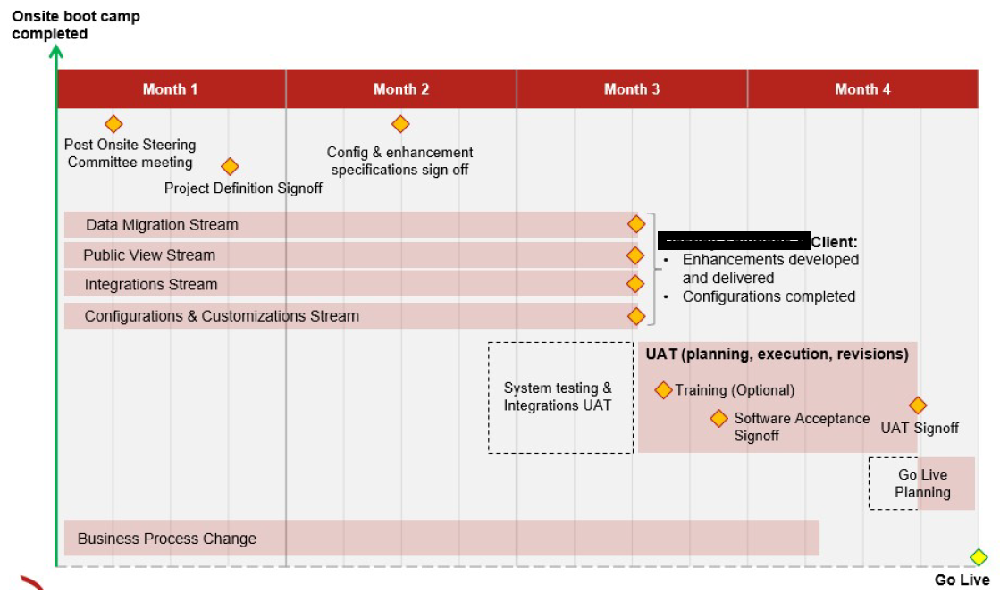 Onsite boot camp
completed
Month 1
Month 2
Month 3
Month 4
Post Onsite Steering
Committee meeting
Project Definition Signoff
Config & enhancement
specifications sign off
Data Migration Stream
Public View Stream
Integrations Stream
Configurations & Customizations Stream
Client:
• Enhancements developed
and delivered
• Configurations completed
System testing &
Integrations UAT
UAT (planning, execution, revisions)
Training (Optional)
Software Acceptance
Signoff
UAT Signoff
Go Live
Planning
Business Process Change
Go Live